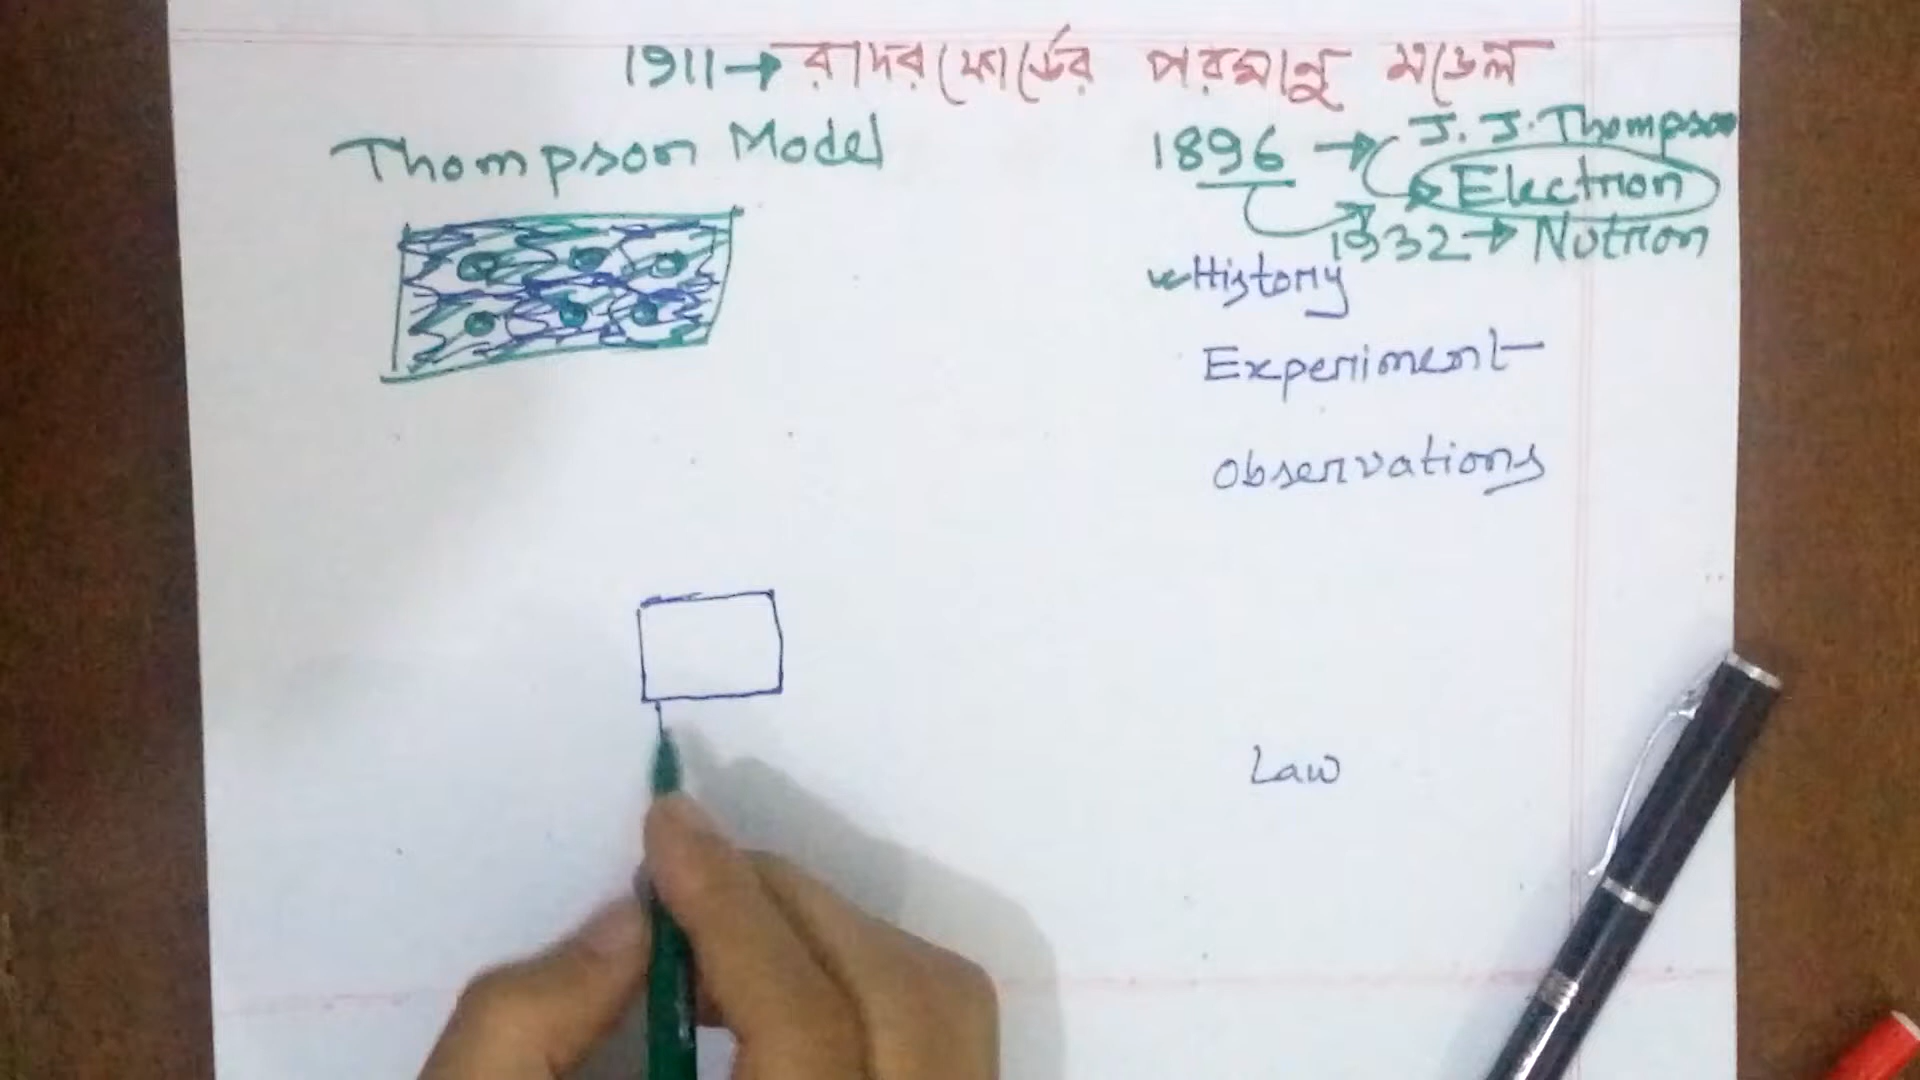 1911→রাদারফোর্ডের পরমানু মডেল
Thompson Model
1896 → J. J. Thompson
Electron
1932 → Nutron
History
Experiment
Observations
Law